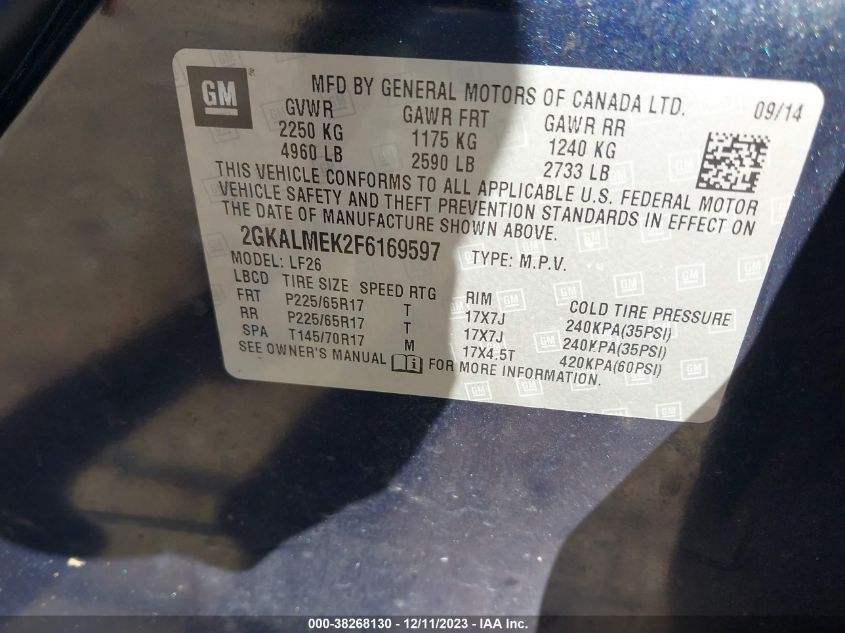 GM ® MFD BY GENERAL MOTORS OF CANADA LTD. 09/14
GVWR GAWR FRT GAWR RR
2250 KG 1175 KG 1240 KG
4960 LB 2590 LB 2733 LB
THIS VEHICLE CONFORMS TO ALL APPLICABLE U.S. FEDERAL MOTOR
VEHICLE SAFETY AND THEFT PREVENTION STANDARDS IN EFFECT ON
THE DATE OF MANUFACTURE SHOWN ABOVE.
2GKALMEK2F6169597 TYPE: M.P.V.
MODEL: LF26
LBCD TIRE SIZE SPEED RTG RIM COLD TIRE PRESSURE
FRT P225/65R17 T 17X7J 240KPA(35PSI)
RR P225/65R17 T 17X7J 240KPA(35PSI)
SPA T145/70R17 M 17X4.5T 420KPA(60PSI)
SEE OWNER'S MANUAL FOR MORE INFORMATION.
000-38268130 - 12/11/2023 - IAA Inc.